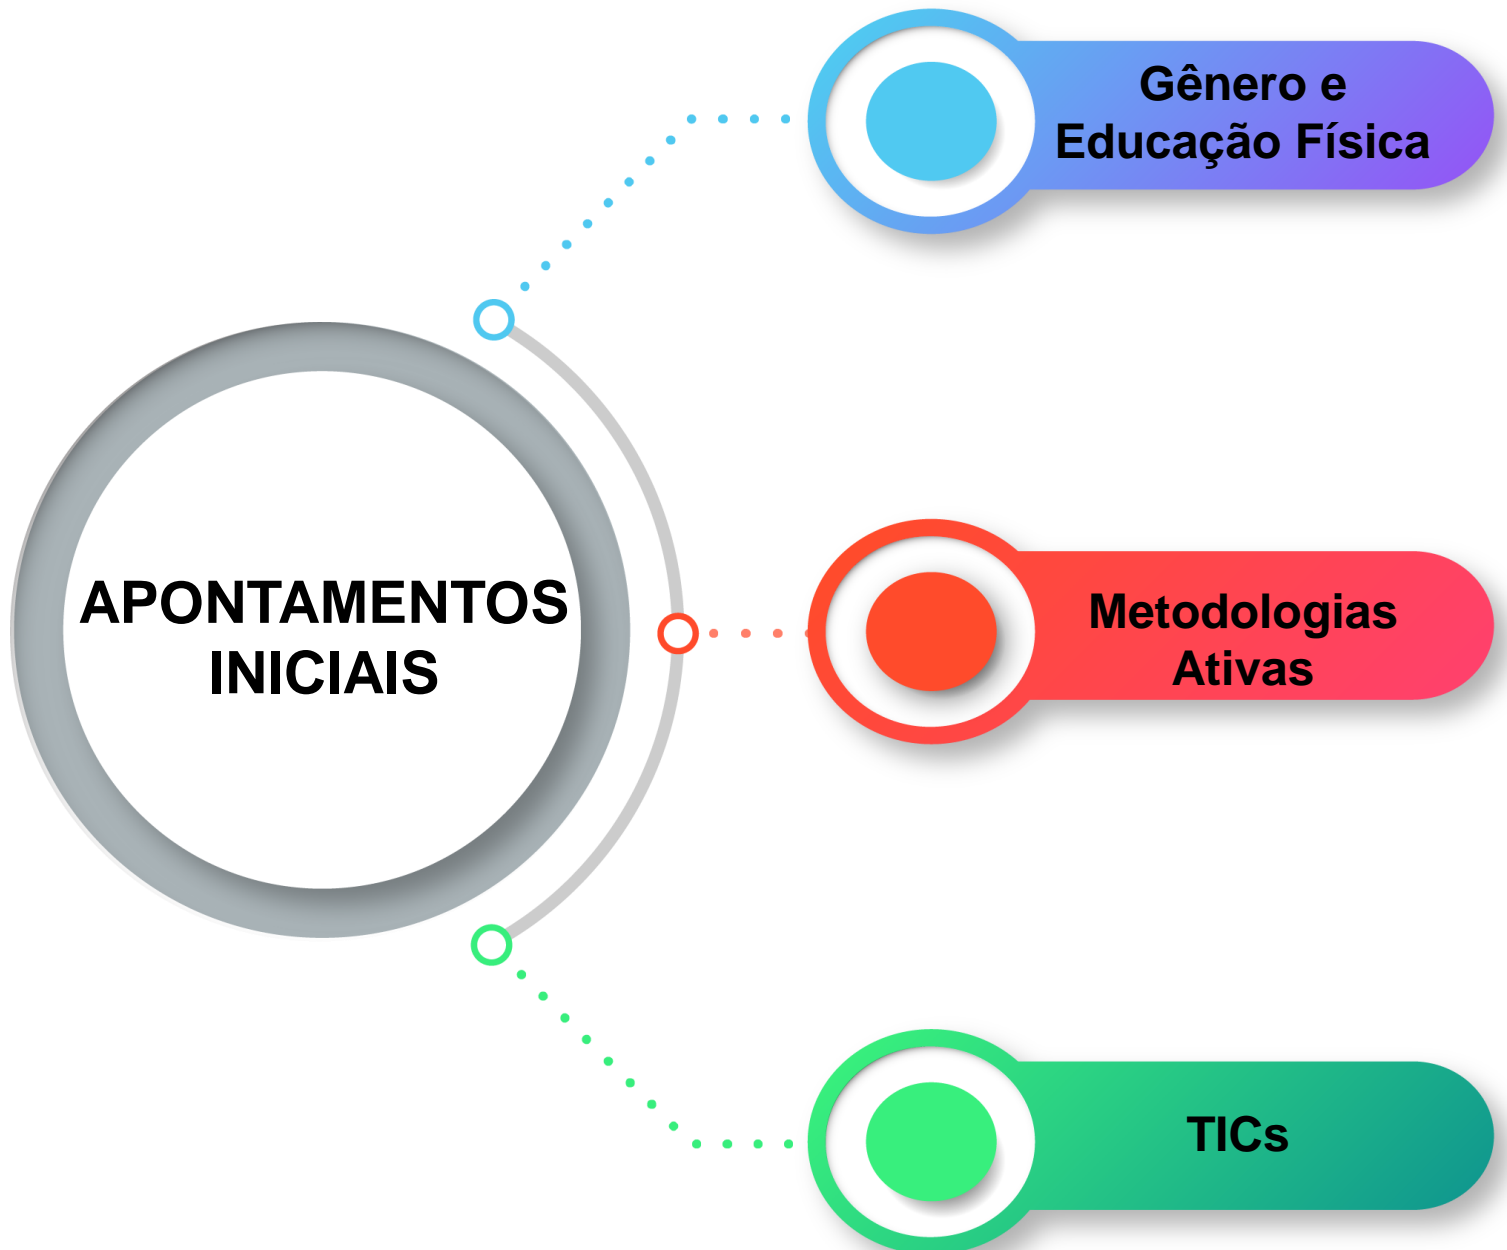 Gênero e
Educação Física
APONTAMENTOS
INICIAIS
Metodologias
Ativas
TICs